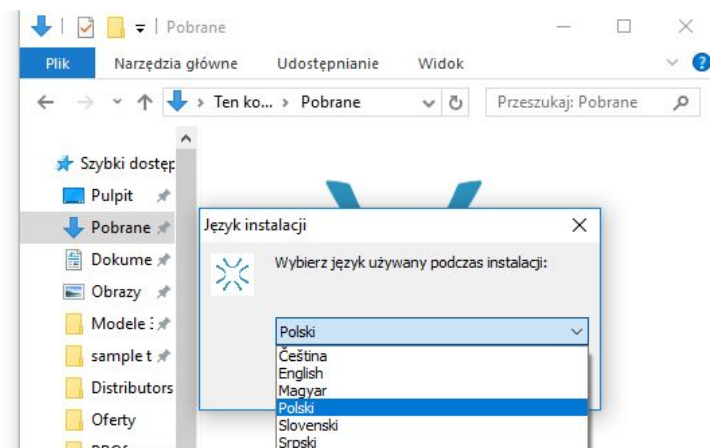 Pobrane
Plik Narzędzia główne Udostępnianie Widok
Ten ko... Pobrane Przeszukaj: Pobrane
Szybki dostęp
Pulpit
Pobrane
Dokume
Obrazy
Modele
sample t
Distributors
Oferty
Język instalacji
Wybierz język używany podczas instalacji:
Polski
Čeština
English
Magyar
Polski
Slovenski
Srpski